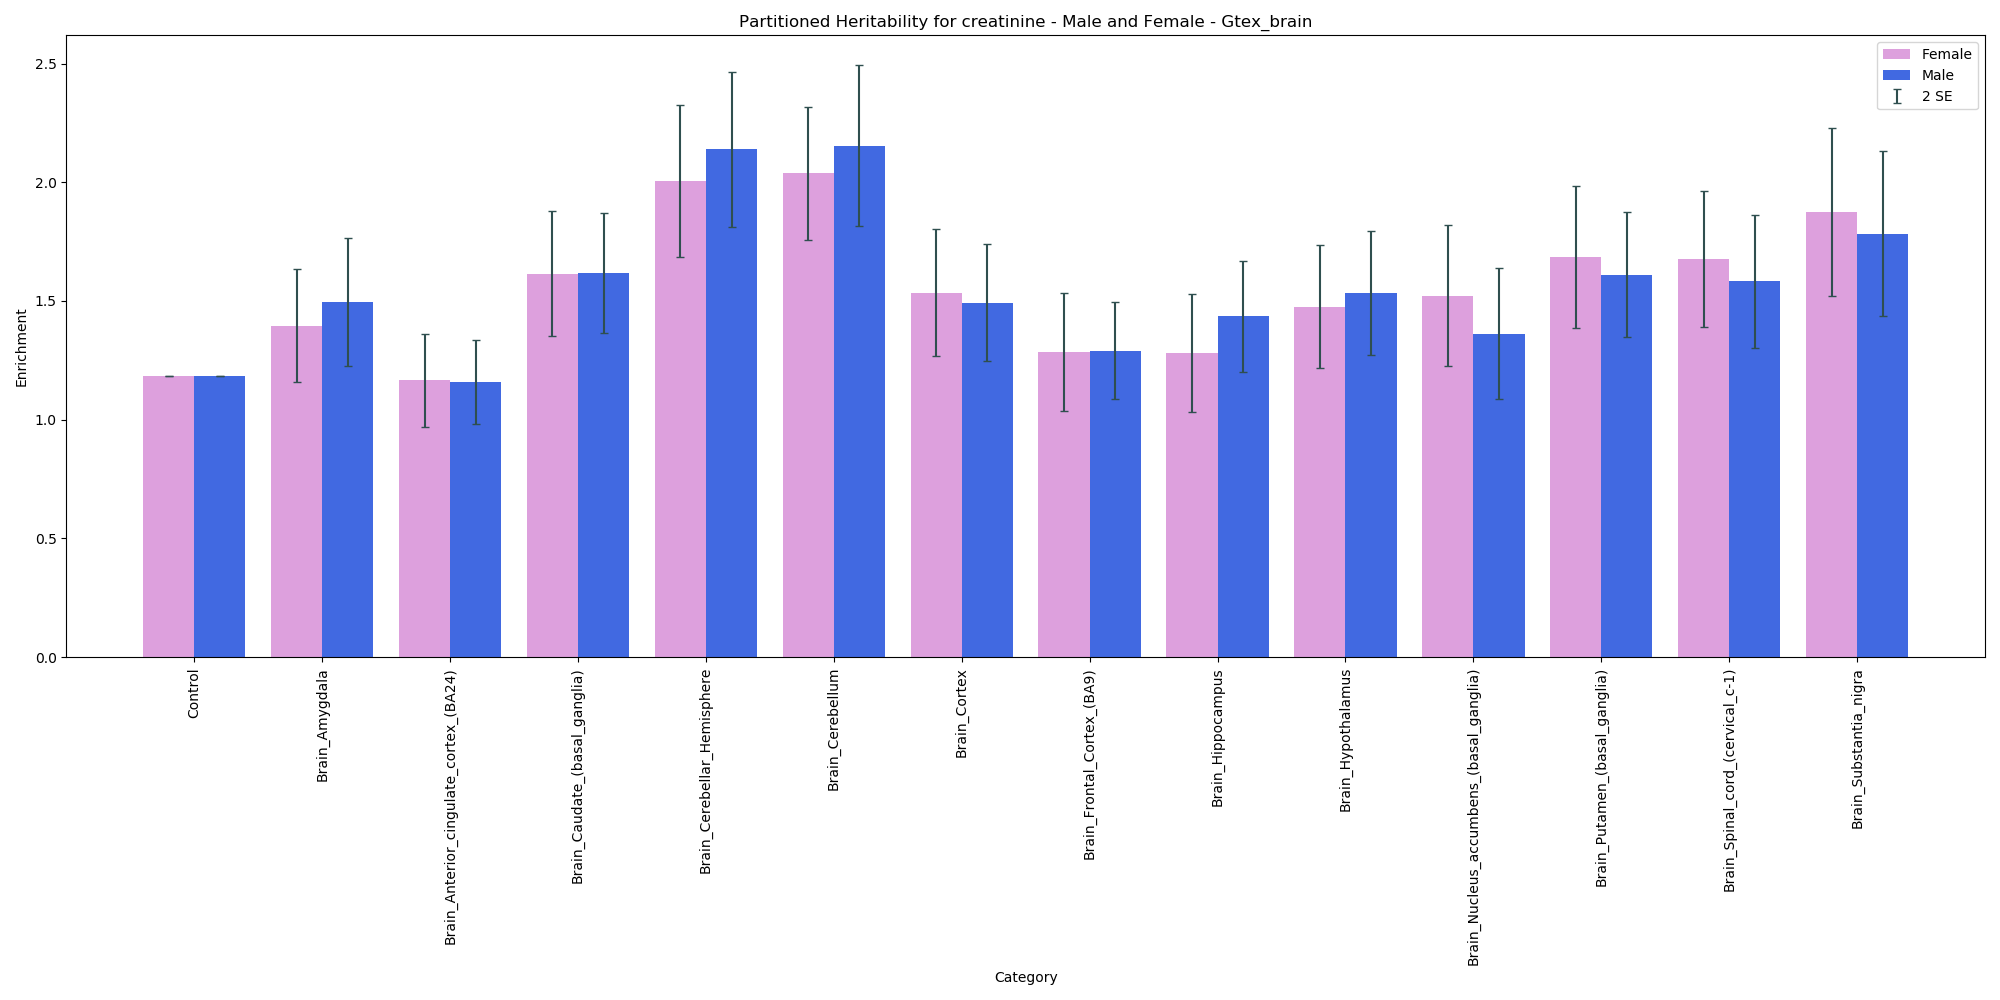 Partitioned Heritability for creatinine - Male and Female - Gtex_brain
Female
Male
2 SE
2.5
2.0
1.5
1.0
0.5
0.0
Enrichment
Control
Brain_Amygdala
Brain_Anterior_cingulate_cortex_(BA24)
Brain_Caudate_(basal_ganglia)
Brain_Cerebellar_Hemisphere
Brain_Cerebellum
Brain_Cortex
Brain_Frontal_Cortex_(BA9)
Brain_Hippocampus
Brain_Hypothalamus
Brain_Nucleus_accumbens_(basal_ganglia)
Brain_Putamen_(basal_ganglia)
Brain_Spinal_cord_(cervical_c-1)
Brain_Substantia_nigra
Category